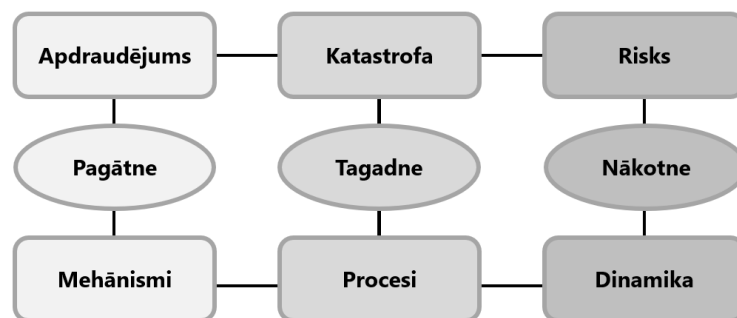 Apdraudējums
Katastrofa
Risks
Pagātne
Tagadne
Nākotne
Mehānismi
Procesi
Dinamika